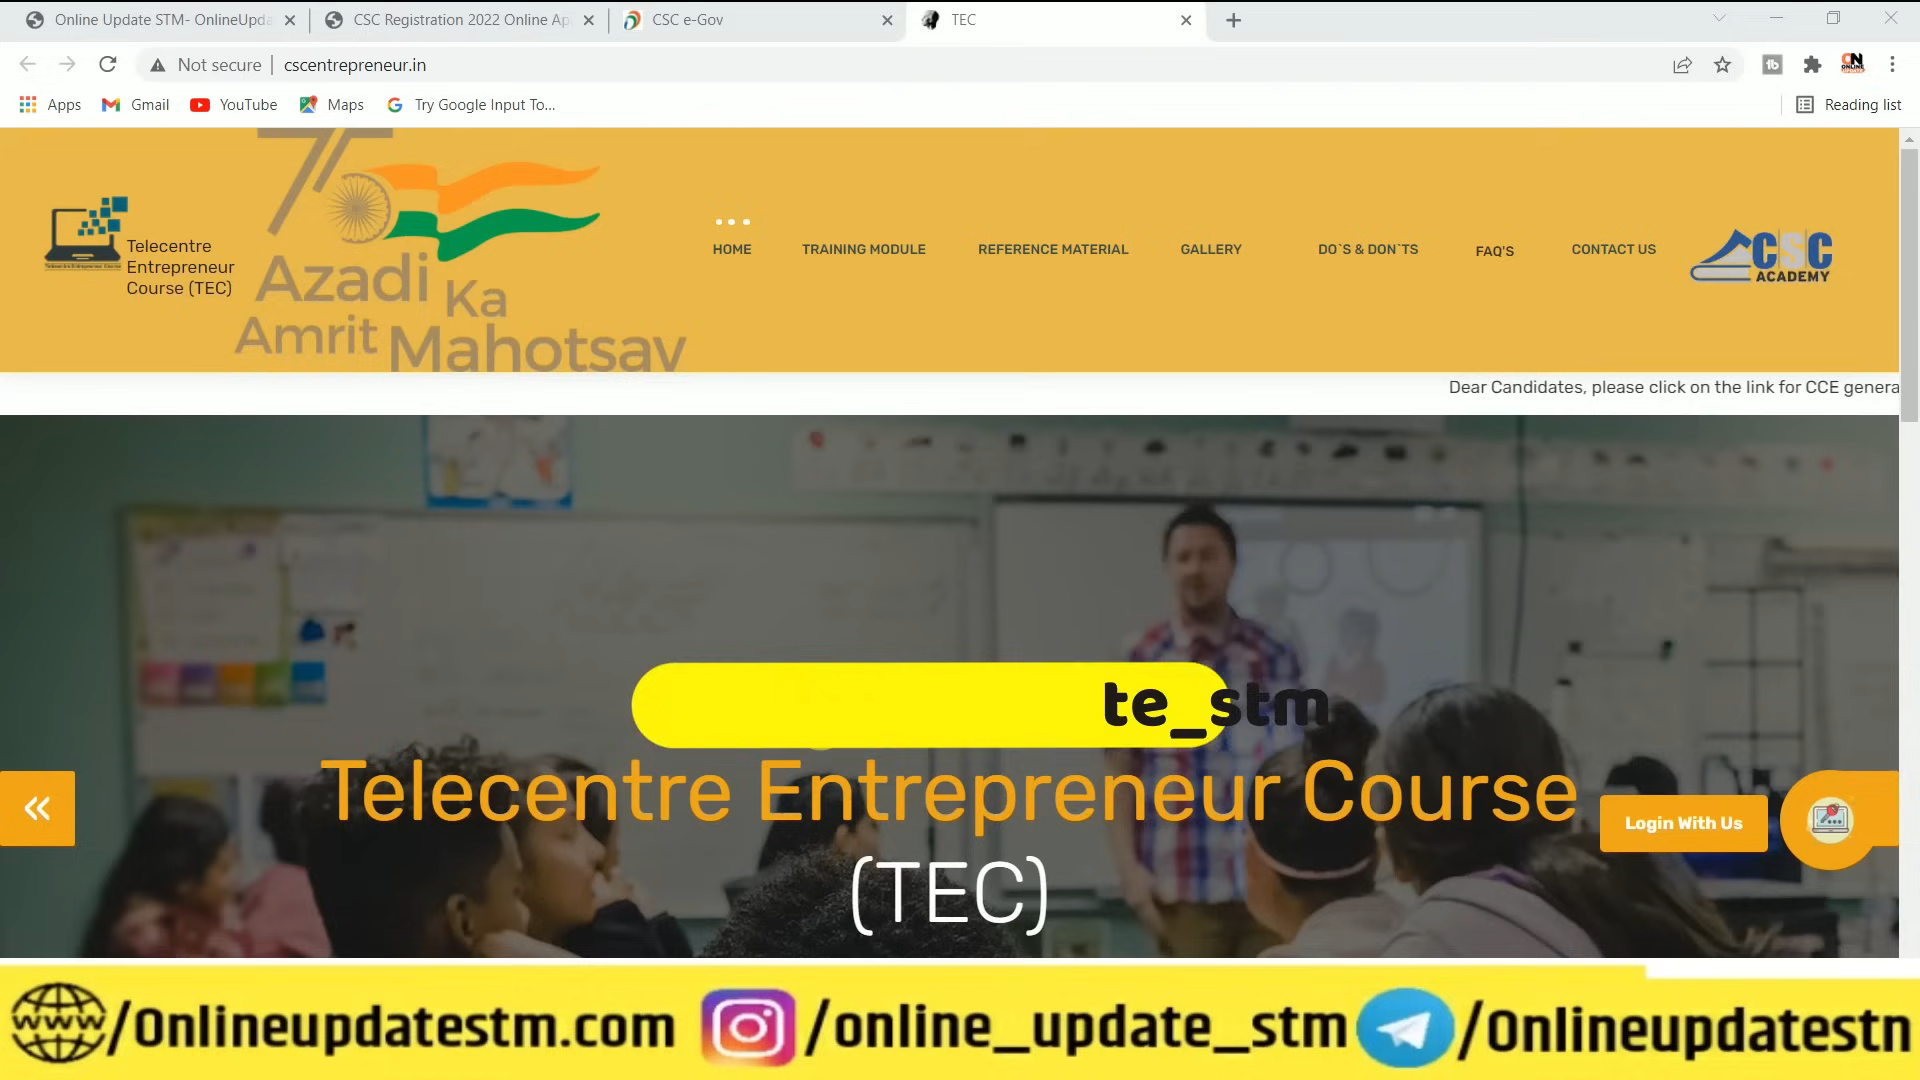 Online Update STM- OnlineUpda
CSC Registration 2022 Online Ap
CSC e-Gov
TEC
Not secure
cscentrepreneur.in
Apps
Gmail
YouTube
Maps
Try Google Input To...
Reading list
Telecentre
Entrepreneur
Course (TEC)
75
Azadi Ka
Amrit Mahotsav
HOME
TRAINING MODULE
REFERENCE MATERIAL
GALLERY
DO`S & DON`TS
FAQ'S
CONTACT US
CSC
ACADEMY
Dear Candidates, please click on the link for CCE genera
te_stm
Telecentre Entrepreneur Course
(TEC)
«
Login With Us
www/Onlineupdatestm.com
/online_update_stm
/Onlineupdatestn